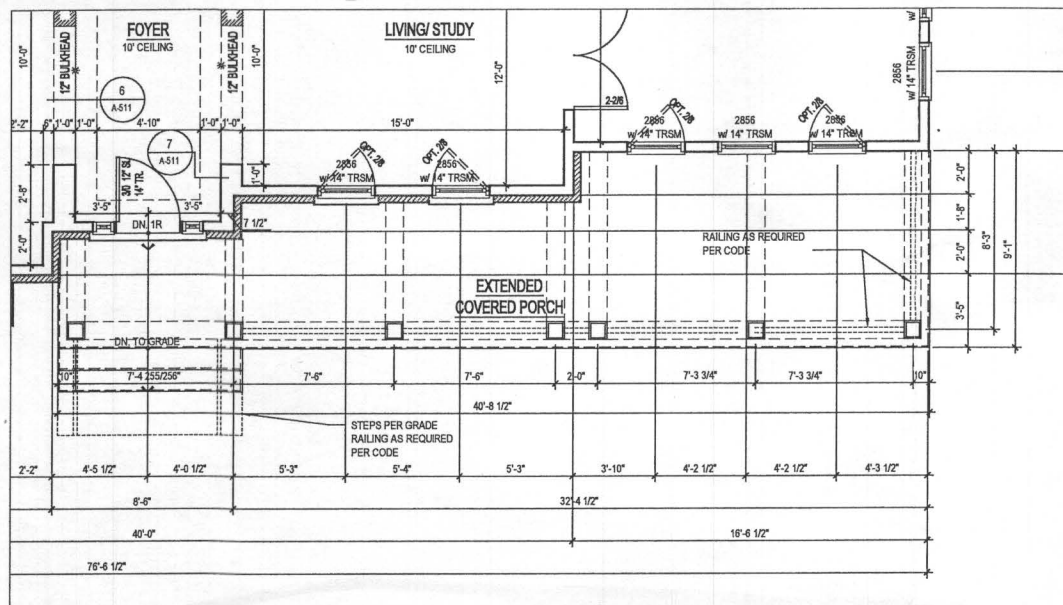 FOYER
10' CEILING
LIVING/ STUDY
10' CEILING
10'-0"
12" BULKHEAD
*
12" BULKHEAD
*
10'-0"
12'-0"
2856
w/ 14" TRSM
w/
6
A-511
2-2/6
OPT. 2/8
2856
w/ 14" TRSM
2856
w/ 14" TRSM
OPT. 2/8
w/ 14" TRSM
2'-2"
6"
1'-0"
1'-0"
4'-10"
1'-0"
1'-0"
15'-0"
7
A-511
OPT. 2/8
2856
w/ 14" TRSM
OPT. 2/8
2856
w/ 14" TRSM
1'-0"
3/0 12" SL
14" TR.
2'-8"
3'-5"
3'-5"
DN. 1R
7 1/2"
2'-0"
2'-0"
1'-8"
2'-0"
3'-5"
8'-3"
9'-1"
RAILING AS REQUIRED
PER CODE
EXTENDED
COVERED PORCH
DN. TO GRADE
10"
7'-4 255/256"
7'-6"
7'-6"
2'-0"
7'-3 3/4"
7'-3 3/4"
10"
40'-8 1/2"
STEPS PER GRADE
RAILING AS REQUIRED
PER CODE
2'-2"
4'-5 1/2"
4'-0 1/2"
5'-3"
5'-4"
5'-3"
3'-10"
4'-2 1/2"
4'-2 1/2"
4'-3 1/2"
8'-6"
32'-4 1/2"
40'-0"
16'-6 1/2"
76'-6 1/2"